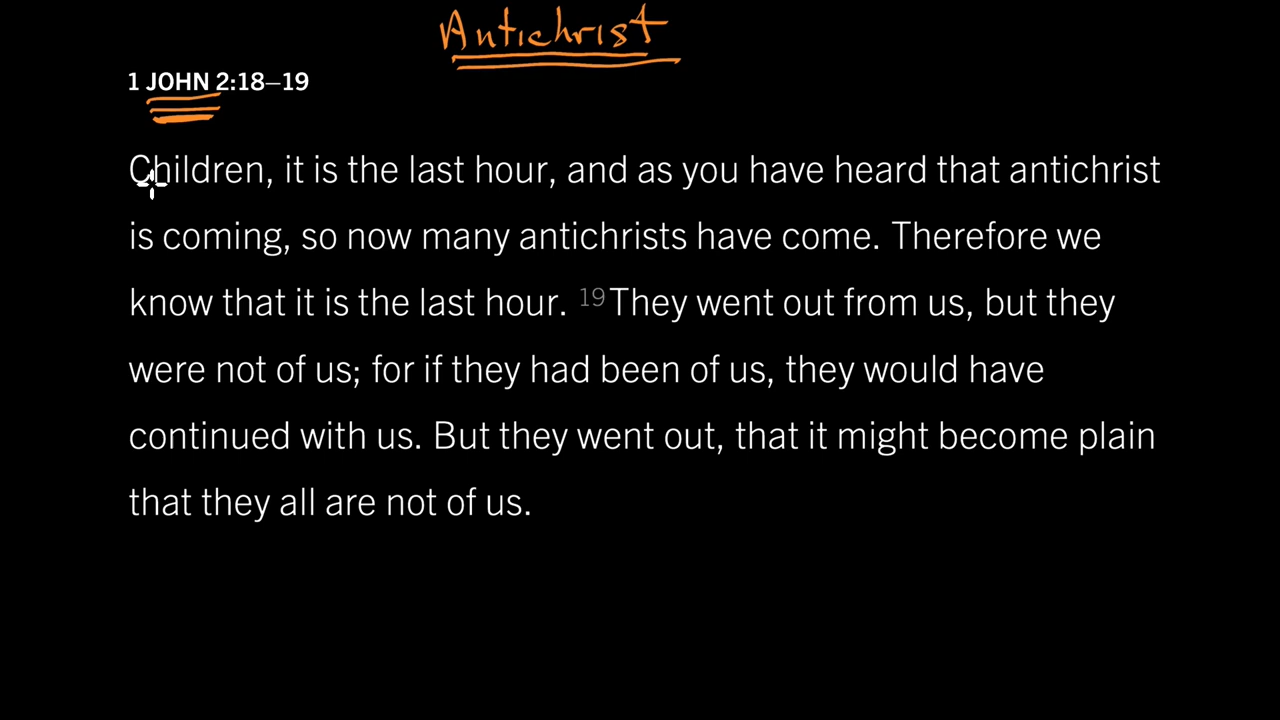 Antichrist
1 JOHN 2:18–19
Children, it is the last hour, and as you have heard that antichrist
is coming, so now many antichrists have come. Therefore we
know that it is the last hour. 19 They went out from us, but they
were not of us; for if they had been of us, they would have
continued with us. But they went out, that it might become plain
that they all are not of us.